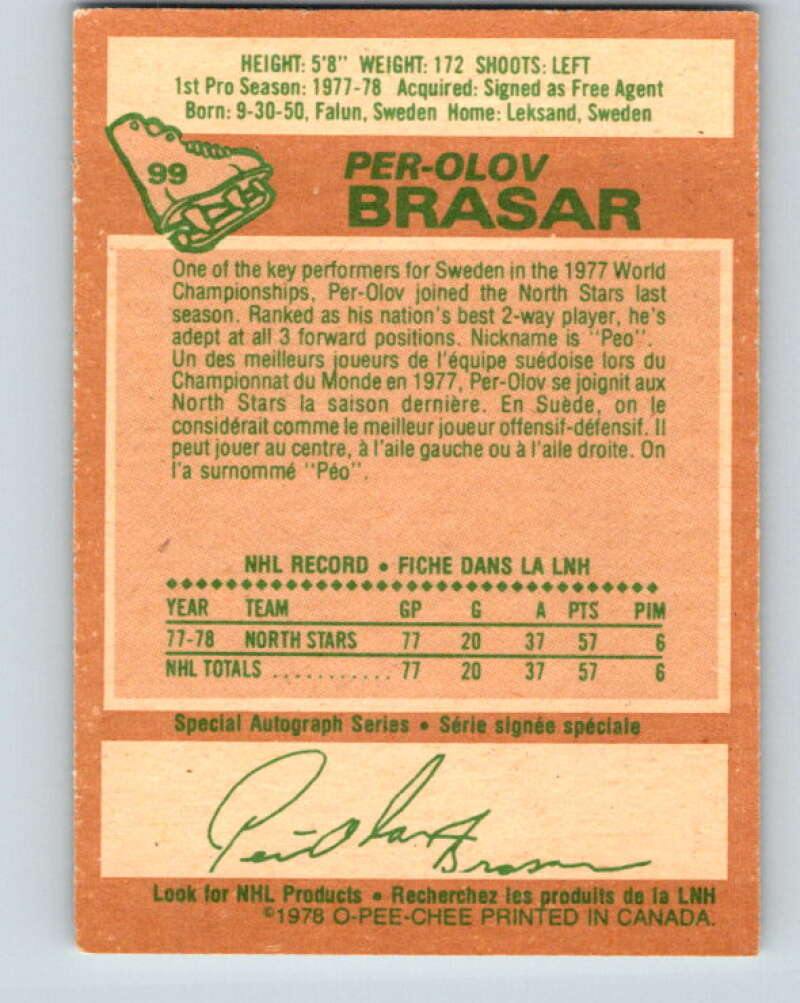 HEIGHT: 5'8" WEIGHT: 172 SHOOTS: LEFT
1st Pro Season: 1977-78 Acquired: Signed as Free Agent
Born: 9-30-50, Falun, Sweden Home: Leksand, Sweden
99
PER-OLOV
BRASAR
One of the key performers for Sweden in the 1977 World
Championships, Per-Olov joined the North Stars last
season. Ranked as his nation's best 2-way player, he's
adept at all 3 forward positions. Nickname is "Peo".
Un des meilleurs joueurs de l'équipe suédoise lors du
Championnat du Monde en 1977, Per-Olov se joignit aux
North Stars la saison dernière. En Suède, on le
considérait comme le meilleur joueur offensif-défensif. Il
peut jouer au centre, à l'aile gauche ou à l'aile droite. On
l'a surnommé "Péo".
NHL RECORD • FICHE DANS LA LNH
YEAR TEAM GP G A PTS PIM
77-78 NORTH STARS 77 20 37 57 6
NHL TOTALS ............ 77 20 37 57 6
Special Autograph Series • Série signée spéciale
Per-Olov Brasar
Look for NHL Products • Recherchez les produits de la LNH
©1978 O-PEE-CHEE PRINTED IN CANADA.